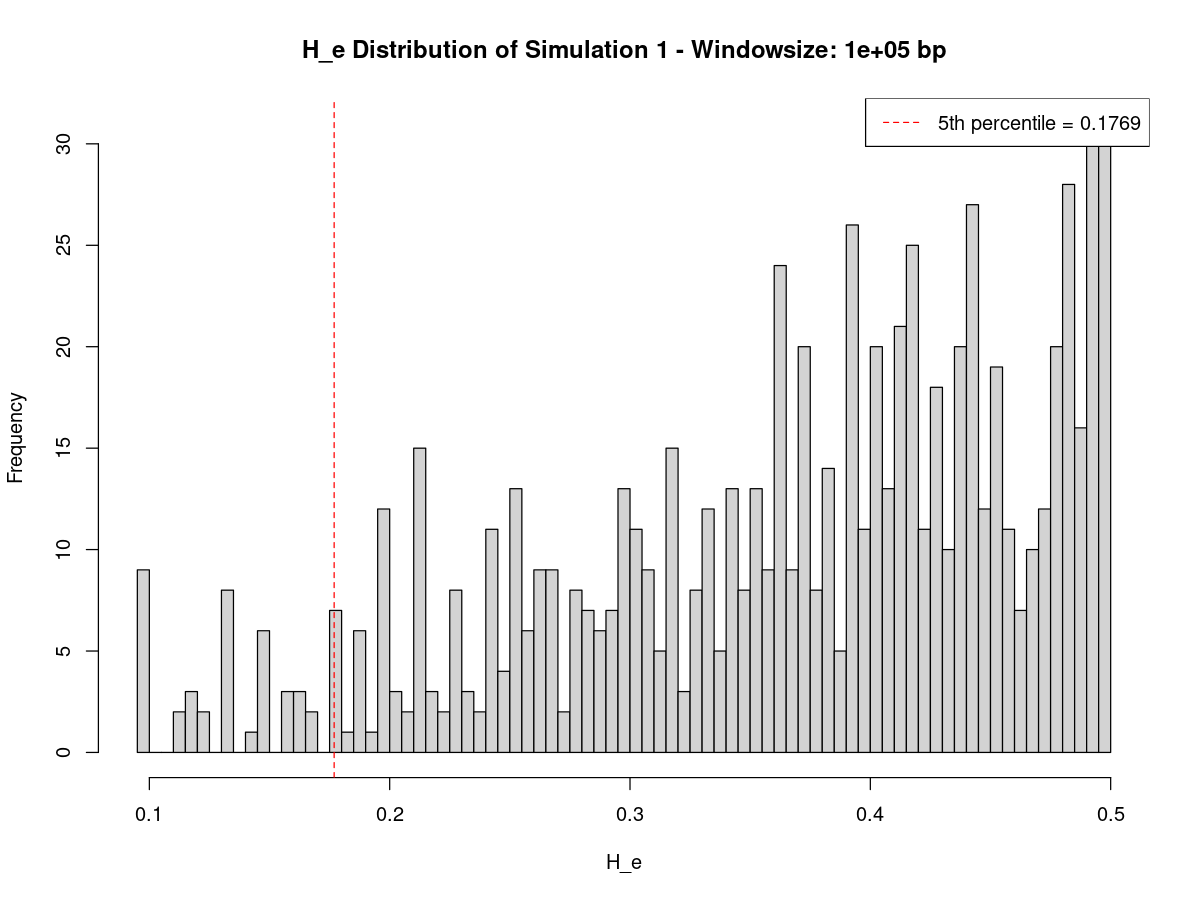 H_e Distribution of Simulation 1 - Windowsize: 1e+05 bp
5th percentile = 0.1769
30
25
20
15
10
5
0
Frequency
0.1 0.2 0.3 0.4 0.5
H_e